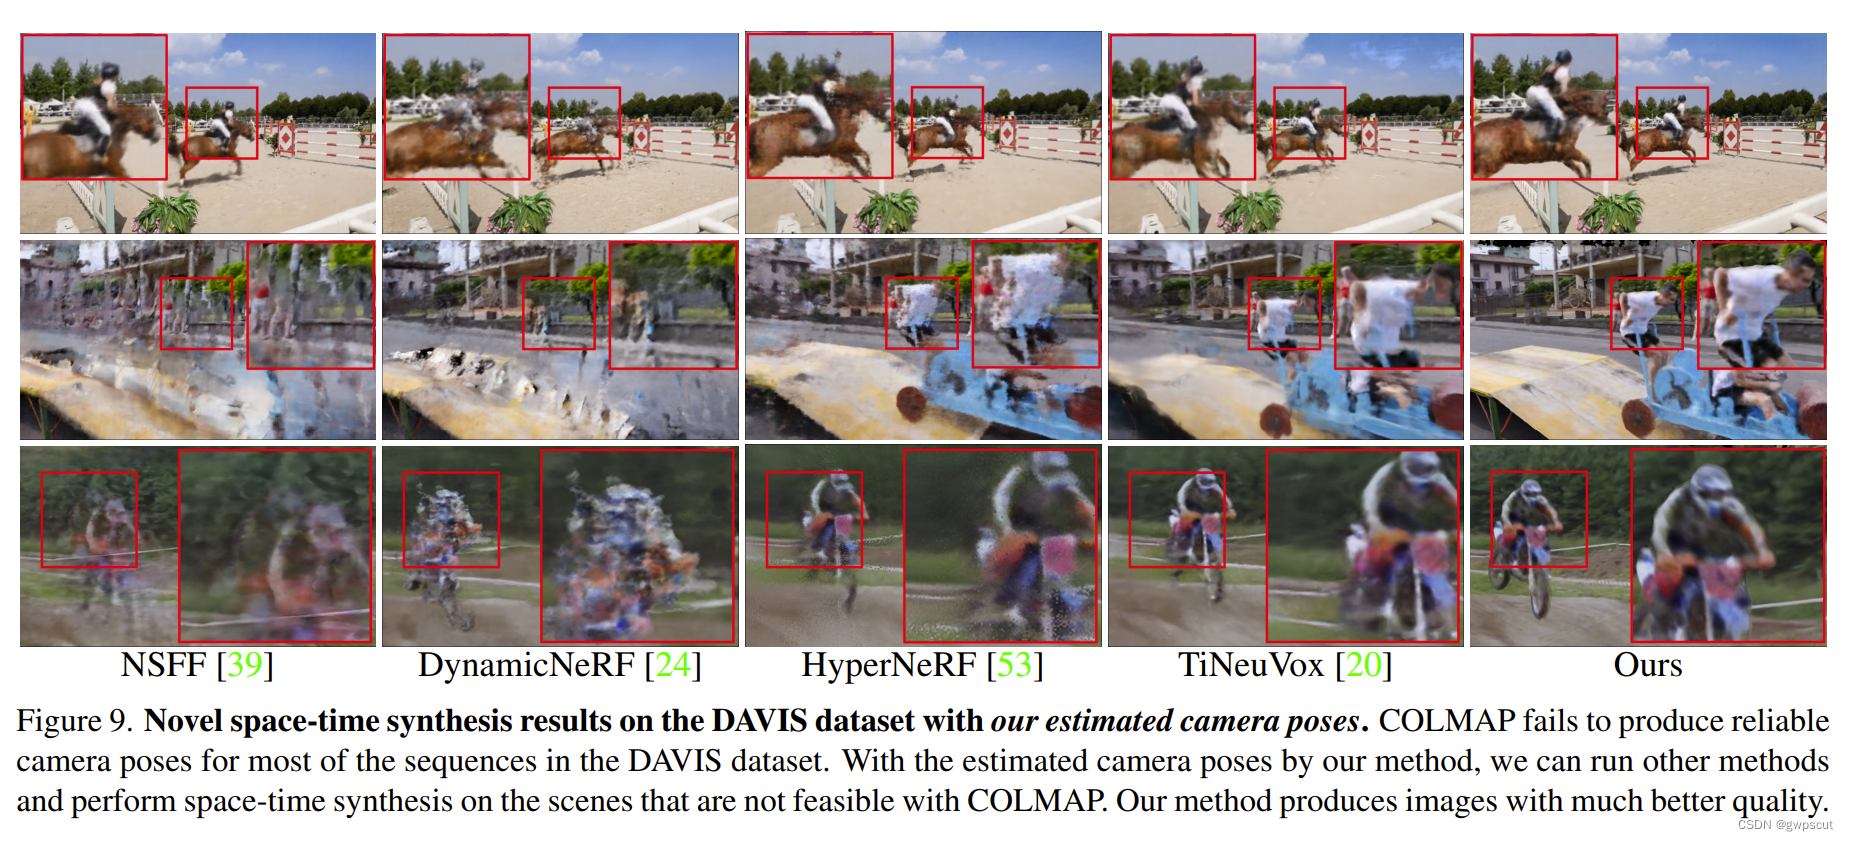 NSFF [39] DynamicNeRF [24] HyperNeRF [53] TiNeuVox [20] Ours
Figure 9. Novel space-time synthesis results on the DAVIS dataset with our estimated camera poses. COLMAP fails to produce reliable
camera poses for most of the sequences in the DAVIS dataset. With the estimated camera poses by our method, we can run other methods
and perform space-time synthesis on the scenes that are not feasible with COLMAP. Our method produces images with much better quality.
CSDN @gwpscut